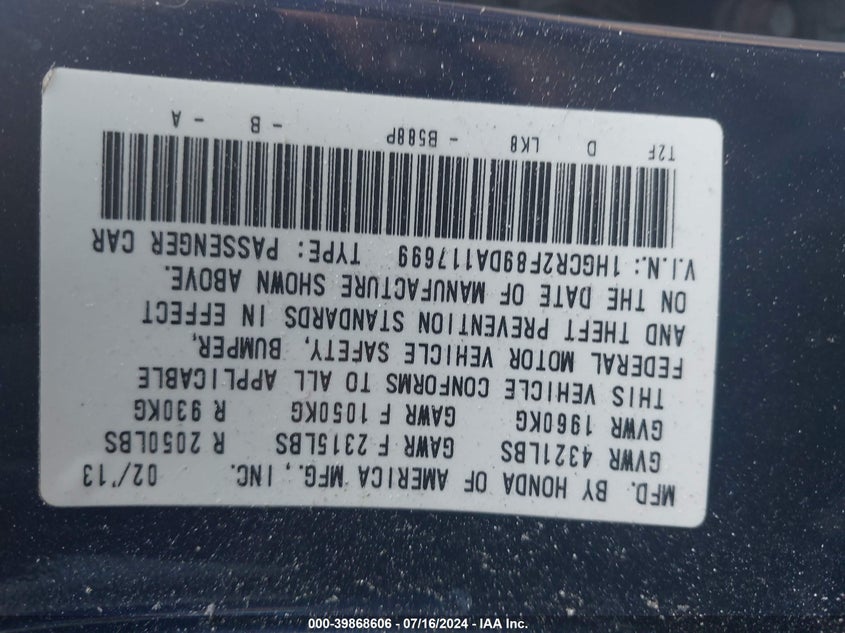 MFD. BY HONDA OF AMERICA MFG., INC. 02/'13
GVWR 4321LBS GAWR F 2315LBS R 2050LBS
GVWR 1960KG GAWR F 1050KG R 930KG
THIS VEHICLE CONFORMS TO ALL APPLICABLE
FEDERAL MOTOR VEHICLE SAFETY, BUMPER,
AND THEFT PREVENTION STANDARDS IN EFFECT
ON THE DATE OF MANUFACTURE SHOWN ABOVE.
V.I.N.: 1HGCR2F89DA117699 TYPE: PASSENGER CAR
T2F D LK8 - B588P - B - A
000-39868606 - 07/16/2024 - IAA Inc.